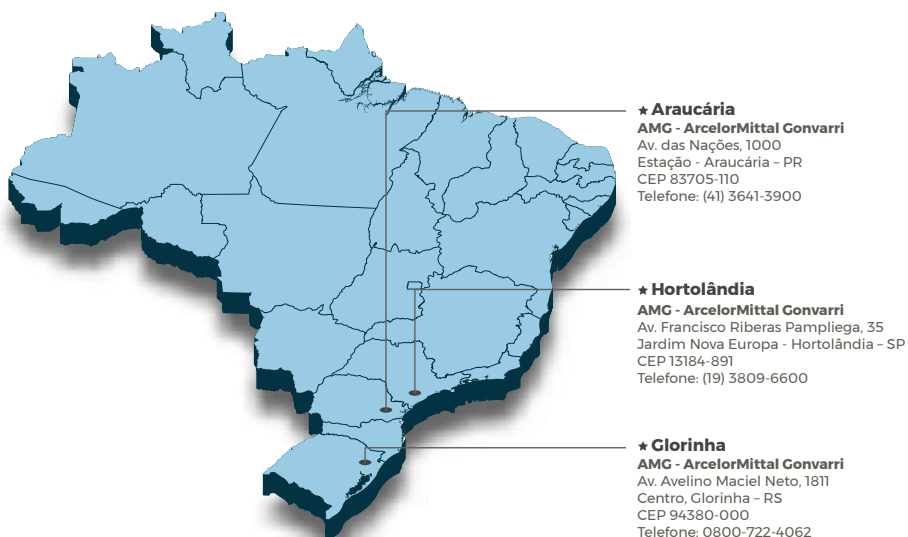 ★ Araucária
AMG - ArcelorMittal Gonvarri
Av. das Nações, 1000
Estação - Araucária – PR
CEP 83705-110
Telefone: (41) 3641-3900
★ Hortolândia
AMG - ArcelorMittal Gonvarri
Av. Francisco Riberas Pampliega, 35
Jardim Nova Europa - Hortolândia – SP
CEP 13184-891
Telefone: (19) 3809-6600
★ Glorinha
AMG - ArcelorMittal Gonvarri
Av. Avelino Maciel Neto, 1811
Centro, Glorinha – RS
CEP 94380-000
Telefone: 0800-722-4062